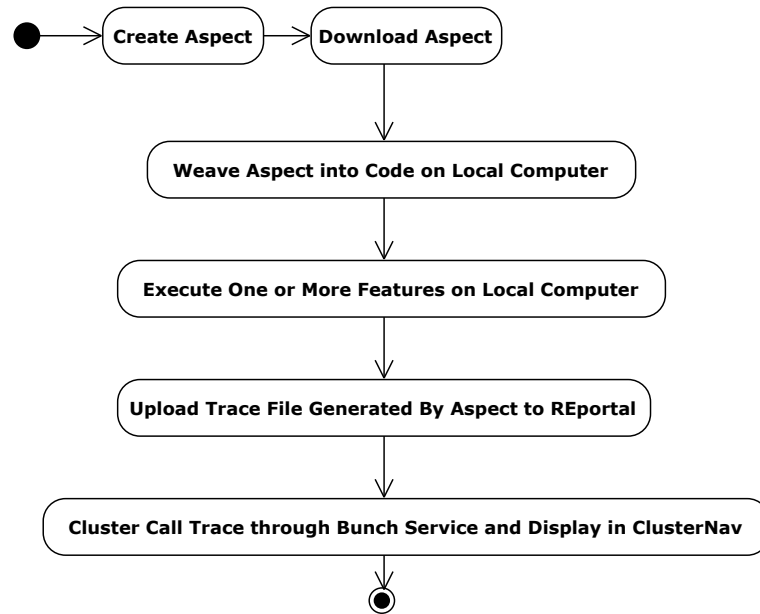 Create Aspect
Download Aspect
Weave Aspect into Code on Local Computer
Execute One or More Features on Local Computer
Upload Trace File Generated By Aspect to REportal
Cluster Call Trace through Bunch Service and Display in ClusterNav